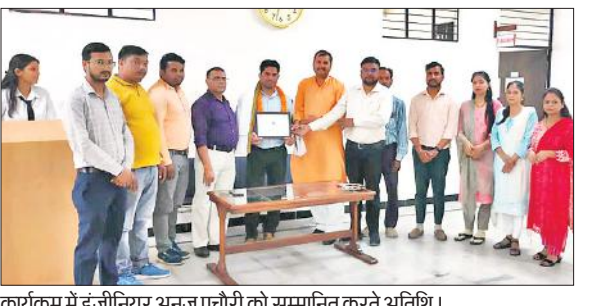 कार्यक्रम में इंजीनियर अनुज पचौरी को सम्मानित करते अतिथि।